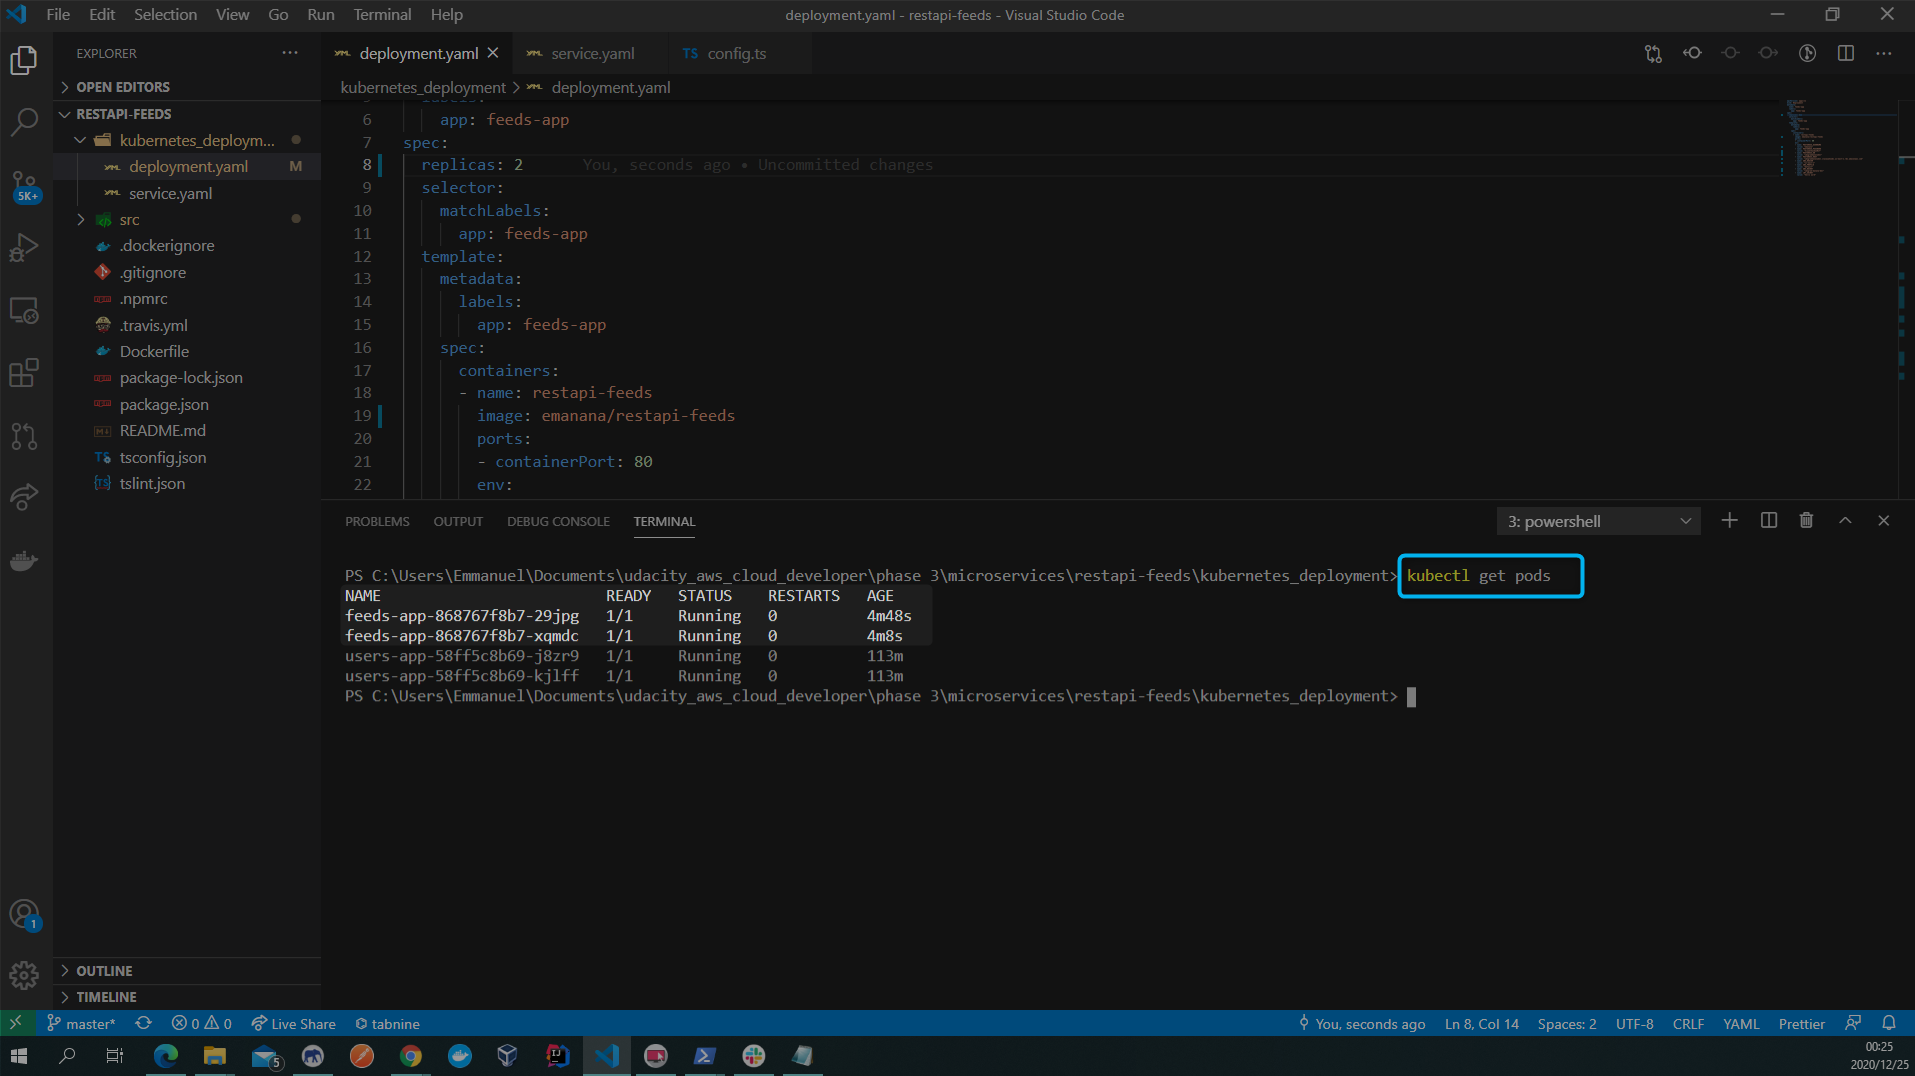 File Edit Selection View Go Run Terminal Help
deployment.yaml - restapi-feeds - Visual Studio Code
EXPLORER
OPEN EDITORS
RESTAPI-FEEDS
kubernetes_deploym...
deployment.yaml M
service.yaml
src
.dockerignore
.gitignore
.npmrc
.travis.yml
Dockerfile
package-lock.json
package.json
README.md
tsconfig.json
tslint.json
OUTLINE
TIMELINE
5K+
1
deployment.yaml
service.yaml
TS config.ts
kubernetes_deployment > deployment.yaml
6 app: feeds-app
7 spec:
8 replicas: 2 You, seconds ago • Uncommitted changes
9 selector:
10 matchLabels:
11 app: feeds-app
12 template:
13 metadata:
14 labels:
15 app: feeds-app
16 spec:
17 containers:
18 - name: restapi-feeds
19 image: emanana/restapi-feeds
20 ports:
21 - containerPort: 80
22 env:
PROBLEMS OUTPUT DEBUG CONSOLE TERMINAL
3: powershell
PS C:\Users\Emmanuel\Documents\udacity_aws_cloud_developer\phase 3\microservices\restapi-feeds\kubernetes_deployment> kubectl get pods
NAME READY STATUS RESTARTS AGE
feeds-app-868767f8b7-29jpg 1/1 Running 0 4m48s
feeds-app-868767f8b7-xqmdc 1/1 Running 0 4m8s
users-app-58ff5c8b69-j8zr9 1/1 Running 0 113m
users-app-58ff5c8b69-kjlff 1/1 Running 0 113m
PS C:\Users\Emmanuel\Documents\udacity_aws_cloud_developer\phase 3\microservices\restapi-feeds\kubernetes_deployment>
master* 0 0 Live Share tabnine
You, seconds ago Ln 8, Col 14 Spaces: 2 UTF-8 CRLF YAML Prettier
5
00:25
2020/12/25